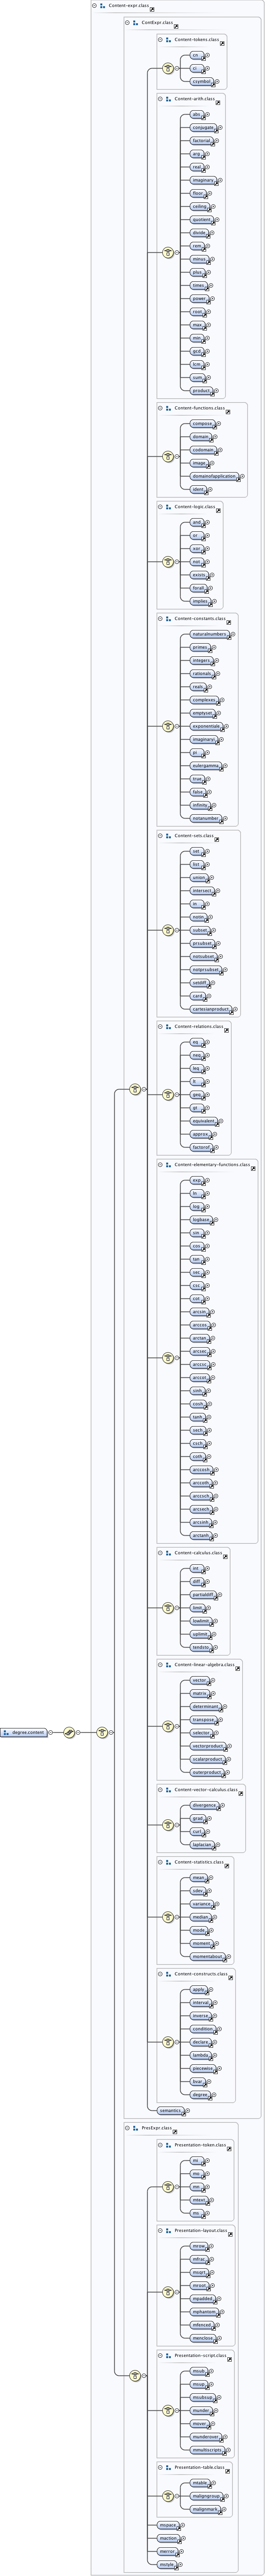 Content-expr.class
ContExpr.class
Content-tokens.class
cn
ci
csymbol
Content-arith.class
abs
conjugate
factorial
arg
real
imaginary
floor
ceiling
quotient
divide
rem
minus
plus
times
power
root
max
min
gcd
lcm
sum
product
Content-functions.class
compose
domain
codomain
image
domainofapplication
ident
Content-logic.class
and
or
xor
not
exists
forall
implies
Content-constants.class
naturalnumbers
primes
integers
rationals
reals
complexes
emptyset
exponentiale
imaginaryi
pi
eulergamma
true
false
infinity
notanumber
Content-sets.class
set
list
union
intersect
in
notin
subset
prsubset
notsubset
notprsubset
setdiff
card
cartesianproduct
Content-relations.class
eq
neq
leq
lt
geq
gt
equivalent
approx
factorof
Content-elementary-functions.class
exp
ln
log
logbase
sin
cos
tan
sec
csc
cot
arcsin
arccos
arctan
arcsec
arccsc
arccot
sinh
cosh
tanh
sech
csch
coth
arccosh
arccoth
arccsch
arcsech
arcsinh
arctanh
Content-calculus.class
int
diff
partialdiff
limit
lowlimit
uplimit
tendsto
Content-linear-algebra.class
vector
matrix
determinant
transpose
selector
vectorproduct
scalarproduct
outerproduct
degree.content
Content-vector-calculus.class
divergence
grad
curl
laplacian
Content-statistics.class
mean
sdev
variance
median
mode
moment
momentabout
Content-constructs.class
apply
interval
inverse
condition
declare
lambda
piecewise
bvar
degree
semantics
PresExpr.class
Presentation-token.class
mi
mo
mn
mtext
ms
Presentation-layout.class
mrow
mfrac
msqrt
mroot
mpadded
mphantom
mfenced
menclose
Presentation-script.class
msub
msup
msubsup
munder
mover
munderover
mmultiscripts
Presentation-table.class
mtable
maligngroup
malignmark
mspace
maction
merror
mstyle